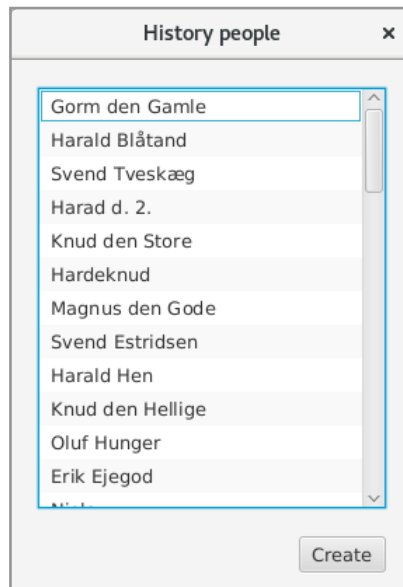 History people
Gorm den Gamle
Harald Blåtand
Svend Tveskæg
Harad d. 2.
Knud den Store
Hardeknud
Magnus den Gode
Svend Estridsen
Harald Hen
Knud den Hellige
Oluf Hunger
Erik Ejegod
Create